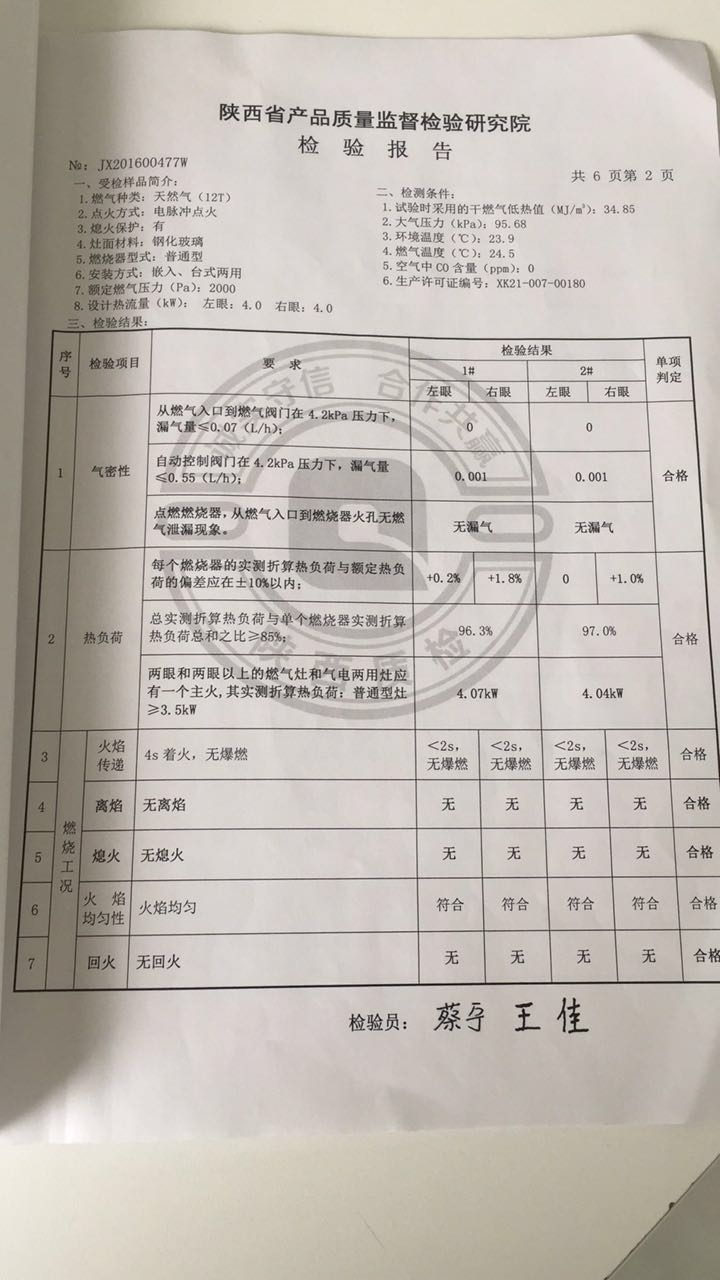 陕西省产品质量监督检验研究院
检 验 报 告
№: JX201600477W
共 6 页第 2 页
一、受检样品简介:
1.燃气种类: 天然气（12T）
2.点火方式: 电脉冲点火
3.熄火保护: 有
4.灶面材料: 钢化玻璃
5.燃烧器型式: 普通型
6.安装方式: 嵌入、台式两用
7.额定燃气压力（Pa）: 2000
8.设计热流量（kW）: 左眼: 4.0 右眼: 4.0
二、检测条件:
1.试验时采用的干燃气低热值（MJ/m³）: 34.85
2.大气压力（kPa）: 95.68
3.环境温度（℃）: 23.9
4.燃气温度（℃）: 24.5
5.空气中CO含量（ppm）: 0
6.生产许可证编号: XK21-007-00180
三、检验结果:
序号 检验项目 要 求 检验结果 单项判定
1# 2#
左眼 右眼 左眼 右眼
1 气密性 从燃气入口到燃气阀门在 4.2kPa 压力下,
漏气量≤0.07（L/h）; 0 0
自动控制阀门在 4.2kPa 压力下, 漏气量
≤0.55（L/h）; 0.001 0.001 合格
点燃燃烧器, 从燃气入口到燃烧器火孔无燃
气泄漏现象。 无漏气 无漏气
2 热负荷 每个燃烧器的实测折算热负荷与额定热负
荷的偏差应在±10%以内; +0.2% +1.8% 0 +1.0%
总实测折算热负荷与单个燃烧器实测折算
热负荷总和之比≥85%; 96.3% 97.0% 合格
两眼和两眼以上的燃气灶和气电两用灶应
有一个主火, 其实测折算热负荷: 普通型灶
≥3.5kW 4.07kW 4.04kW
燃烧工况
3 火焰传递 4s 着火, 无爆燃 <2s, 无爆燃 <2s, 无爆燃 <2s, 无爆燃 <2s, 无爆燃 合格
4 离焰 无离焰 无 无 无 无 合格
5 熄火 无熄火 无 无 无 无 合格
6 火 焰均匀性 火焰均匀 符合 符合 符合 符合 合格
7 回火 无回火 无 无 无 无 合格
检验员: 蔡宇 王佳
诚实守信 合作共赢
陕西质检